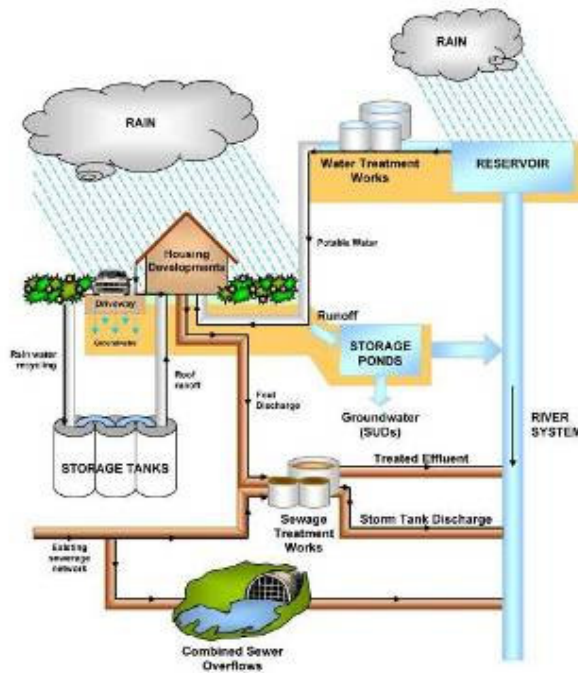 RAIN
RAIN
Water Treatment
Works
RESERVOIR
Potable Water
Housing
Developments
Driveway
Groundwater
Runoff
STORAGE
PONDS
Rain water
recycling
Roof
runoff
Foul
Discharge
Groundwater
(SUDs)
RIVER
SYSTEM
STORAGE TANKS
Treated Effluent
Sewage
Treatment
Works
Storm Tank Discharge
Existing
sewerage
network
Combined Sewer
Overflows